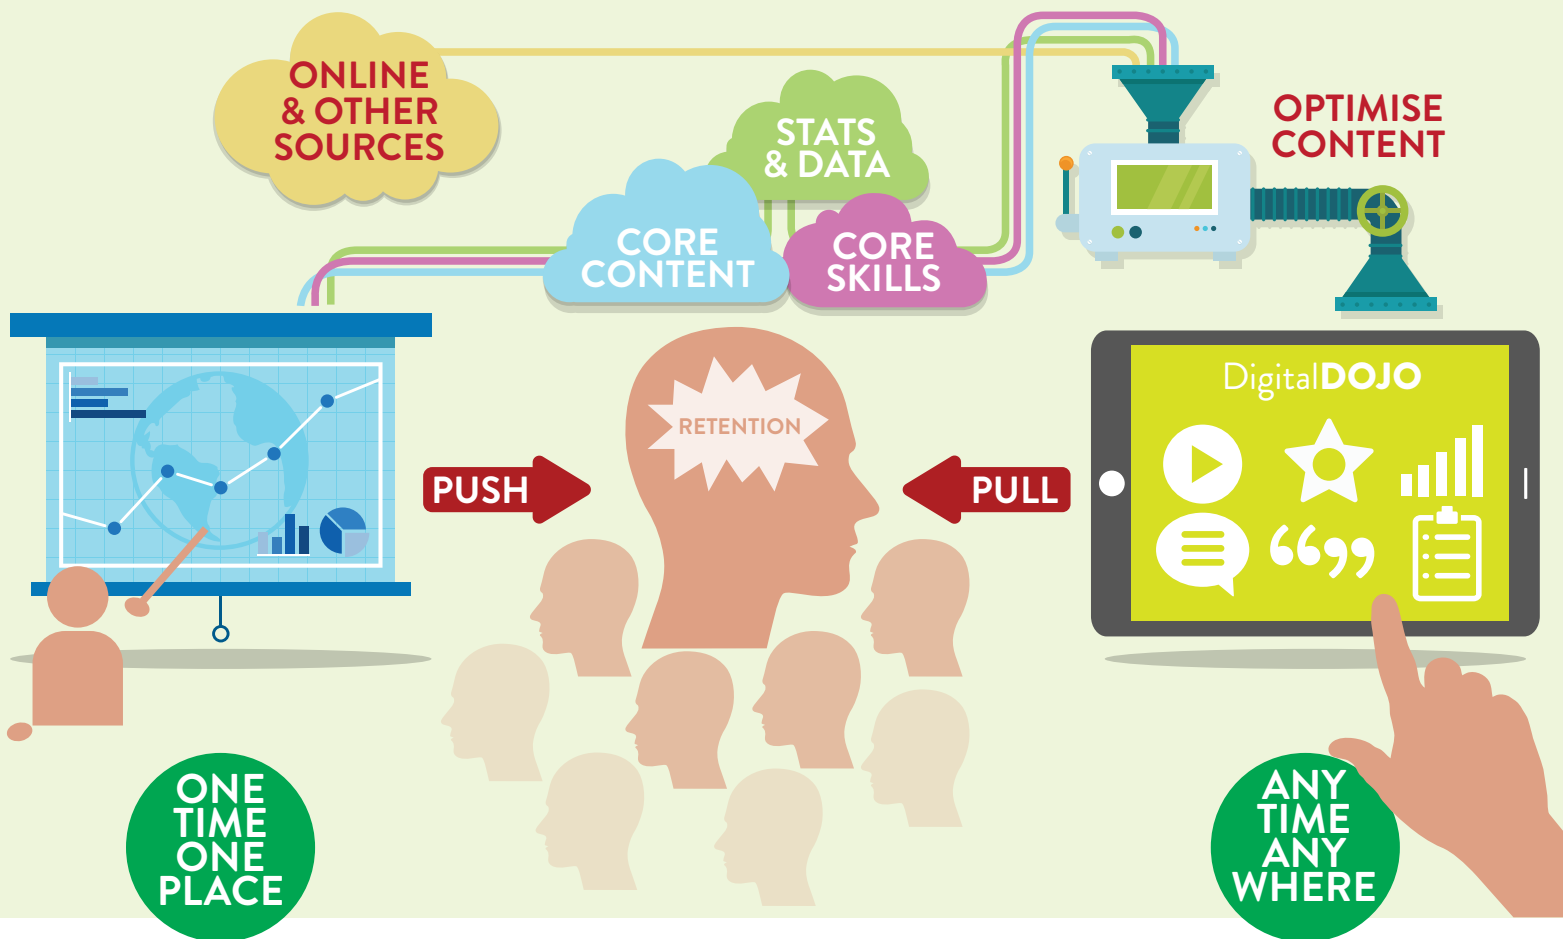 ONLINE
& OTHER
SOURCES
STATS
& DATA
CORE
CONTENT
CORE
SKILLS
OPTIMISE
CONTENT
RETENTION
PUSH
PULL
DigitalDOJO
ONE
TIME
ONE
PLACE
ANY
TIME
ANY
WHERE